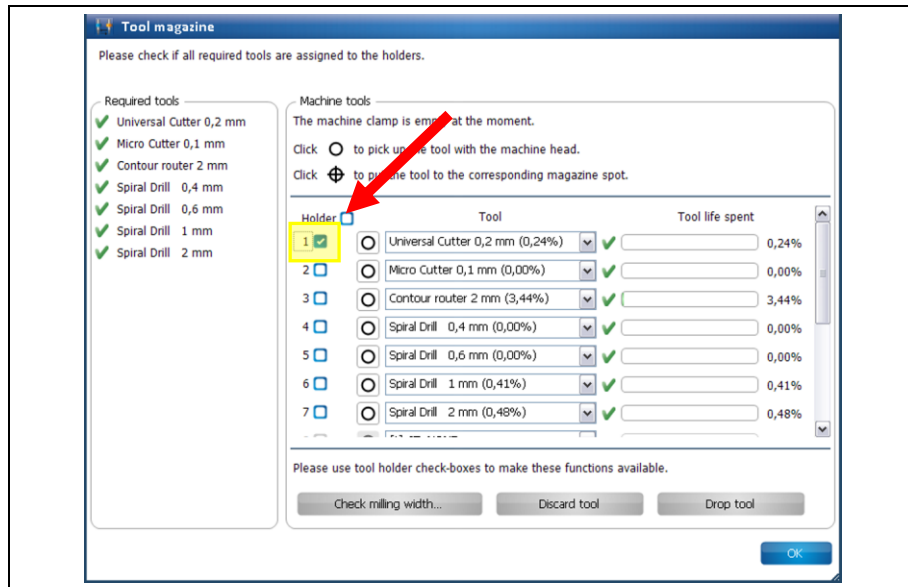 Tool magazine
Please check if all required tools are assigned to the holders.
Required tools
Universal Cutter 0,2 mm
Micro Cutter 0,1 mm
Contour router 2 mm
Spiral Drill 0,4 mm
Spiral Drill 0,6 mm
Spiral Drill 1 mm
Spiral Drill 2 mm
Machine tools
The machine clamp is at the moment.
Click to pick up tool with the machine head.
Click to the tool to the corresponding magazine spot.
Holder Tool Tool life spent
1 Universal Cutter 0,2 mm (0,24%) 0,24%
2 Micro Cutter 0,1 mm (0,00%) 0,00%
3 Contour router 2 mm (3,44%) 3,44%
4 Spiral Drill 0,4 mm (0,00%) 0,00%
5 Spiral Drill 0,6 mm (0,00%) 0,00%
6 Spiral Drill 1 mm (0,41%) 0,41%
7 Spiral Drill 2 mm (0,48%) 0,48%
Please use tool holder check-boxes to make these functions available.
Check milling width... Discard tool Drop tool
OK